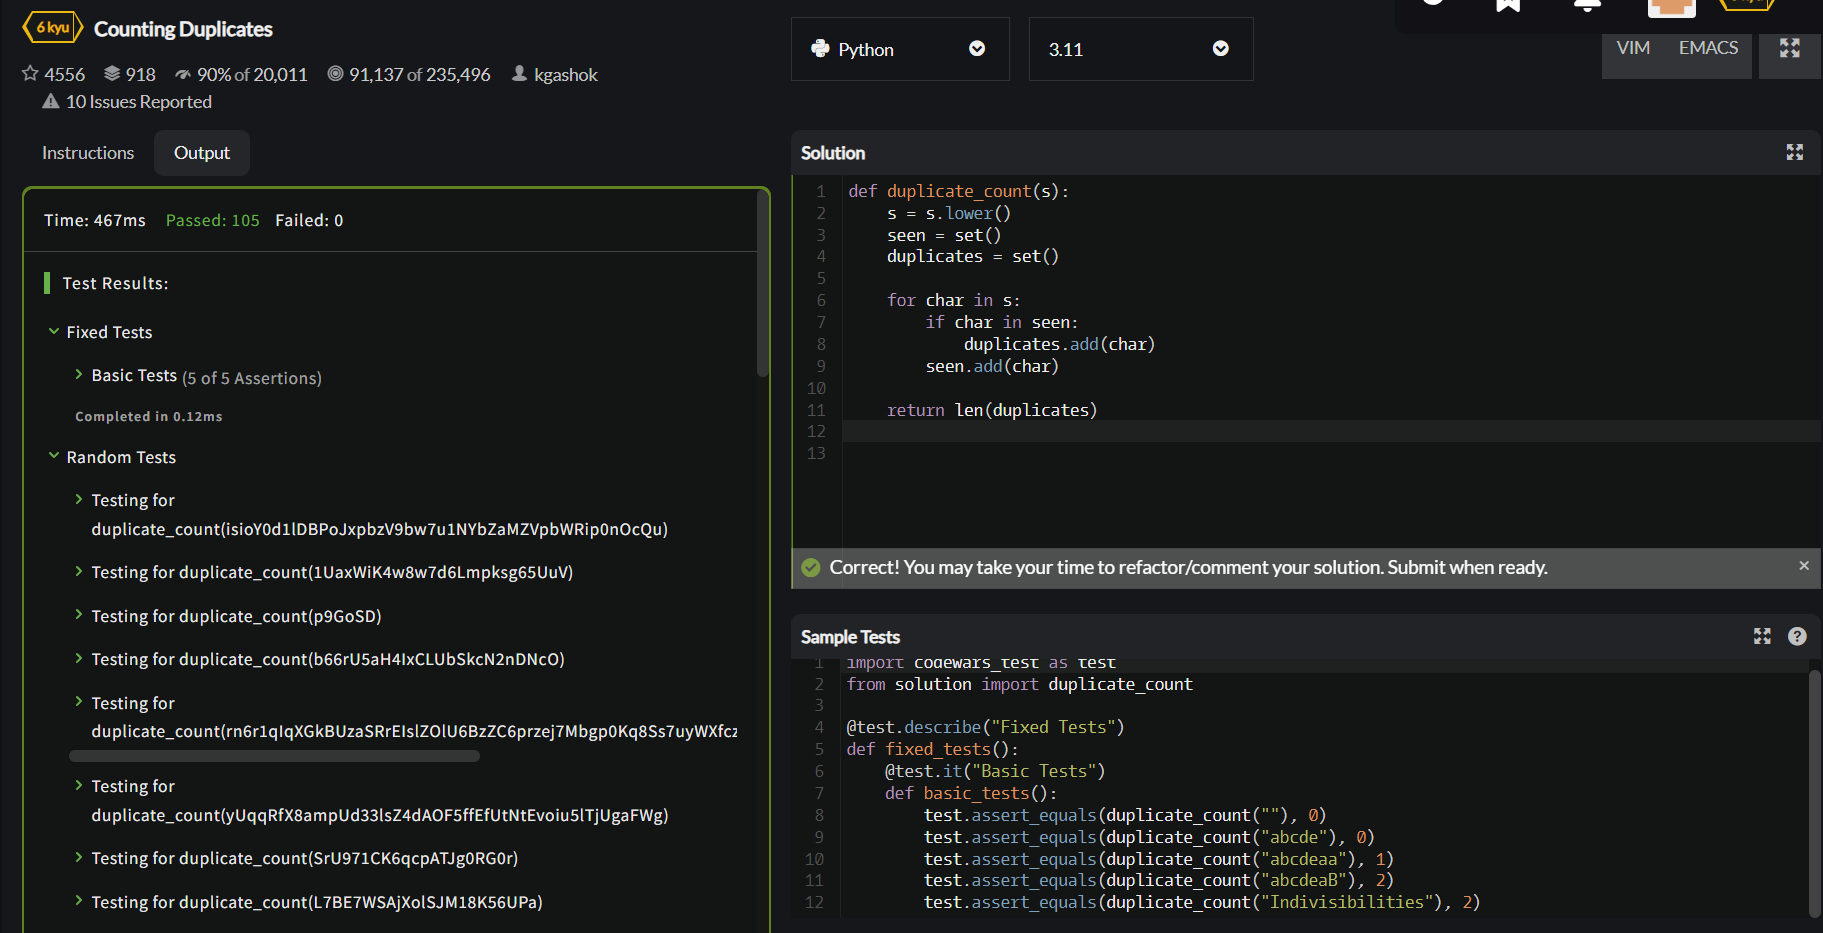 6 kyu Counting Duplicates
4556 918 90% of 20,011 91,137 of 235,496 kgashok
10 Issues Reported
Python 3.11
VIM EMACS
Instructions Output
Time: 467ms Passed: 105 Failed: 0
Test Results:
Fixed Tests
Basic Tests (5 of 5 Assertions)
Completed in 0.12ms
Random Tests
Testing for
duplicate_count(isioY0d1lDBPoJxpbzV9bw7u1NYbZaMZVpbWRip0nOcQu)
Testing for duplicate_count(1UaxWiK4w8w7d6Lmpksg65UuV)
Testing for duplicate_count(p9GoSD)
Testing for duplicate_count(b66rU5aH4IxCLUbSkcN2nDNcO)
Testing for
duplicate_count(rn6r1qIqXGkBUzaSRrEIslZOlU6BzZC6przej7Mbgp0Kq8Ss7uyWXfcz
Testing for
duplicate_count(yUqqRfX8ampUd33lsZ4dAOF5ffEfUtNtEvoiu5lTjUgaFWg)
Testing for duplicate_count(SrU971CK6qcpATJg0RG0r)
Testing for duplicate_count(L7BE7WSAjXolSJM18K56UPa)
Solution
1 def duplicate_count(s):
2     s = s.lower()
3     seen = set()
4     duplicates = set()
5
6     for char in s:
7         if char in seen:
8             duplicates.add(char)
9         seen.add(char)
10
11     return len(duplicates)
12
13
Correct! You may take your time to refactor/comment your solution. Submit when ready.
Sample Tests
1 import codewars_test as test
2 from solution import duplicate_count
3
4 @test.describe("Fixed Tests")
5 def fixed_tests():
6     @test.it("Basic Tests")
7     def basic_tests():
8         test.assert_equals(duplicate_count(""), 0)
9         test.assert_equals(duplicate_count("abcde"), 0)
10         test.assert_equals(duplicate_count("abcdeaa"), 1)
11         test.assert_equals(duplicate_count("abcdeaB"), 2)
12         test.assert_equals(duplicate_count("Indivisibilities"), 2)